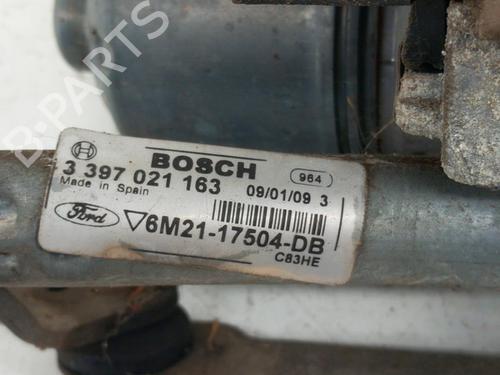 B-PARTS
BOSCH
964
3 397 021 163
09/01/09 3
Made in Spain
Ford
6M21-17504-DB
C83HE